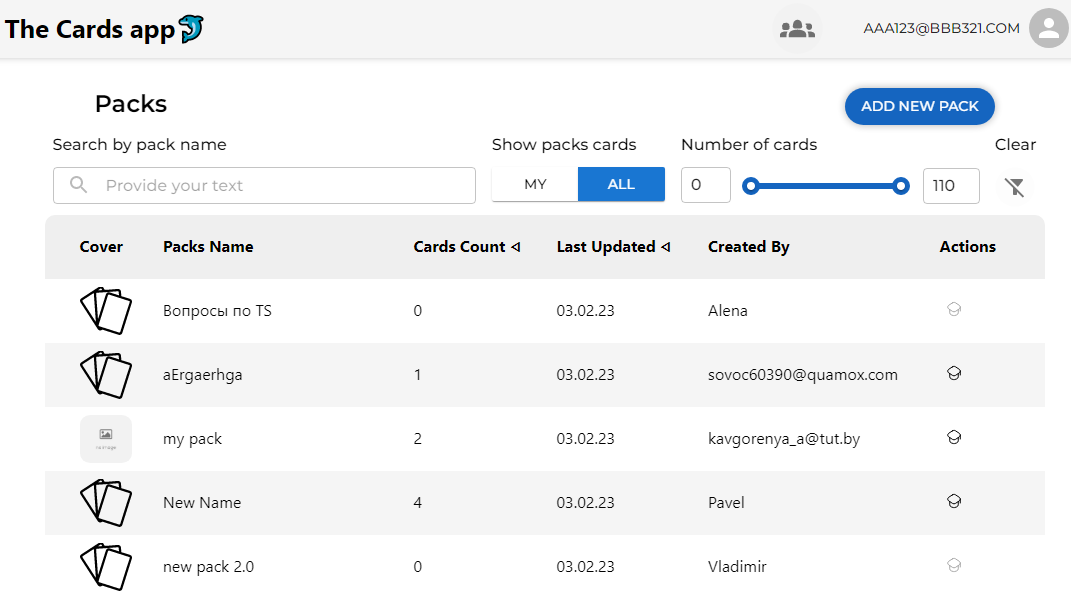 The Cards app
AAA123@BBB321.COM
Packs
ADD NEW PACK
Search by pack name
Show packs cards
Number of cards
Clear
Provide your text
MY
ALL
0
110
Cover Packs Name Cards Count Last Updated Created By Actions
Вопросы по TS 0 03.02.23 Alena
aErgaerhga 1 03.02.23 sovoc60390@quamox.com
my pack 2 03.02.23 kavgorenya_a@tut.by
New Name 4 03.02.23 Pavel
new pack 2.0 0 03.02.23 Vladimir